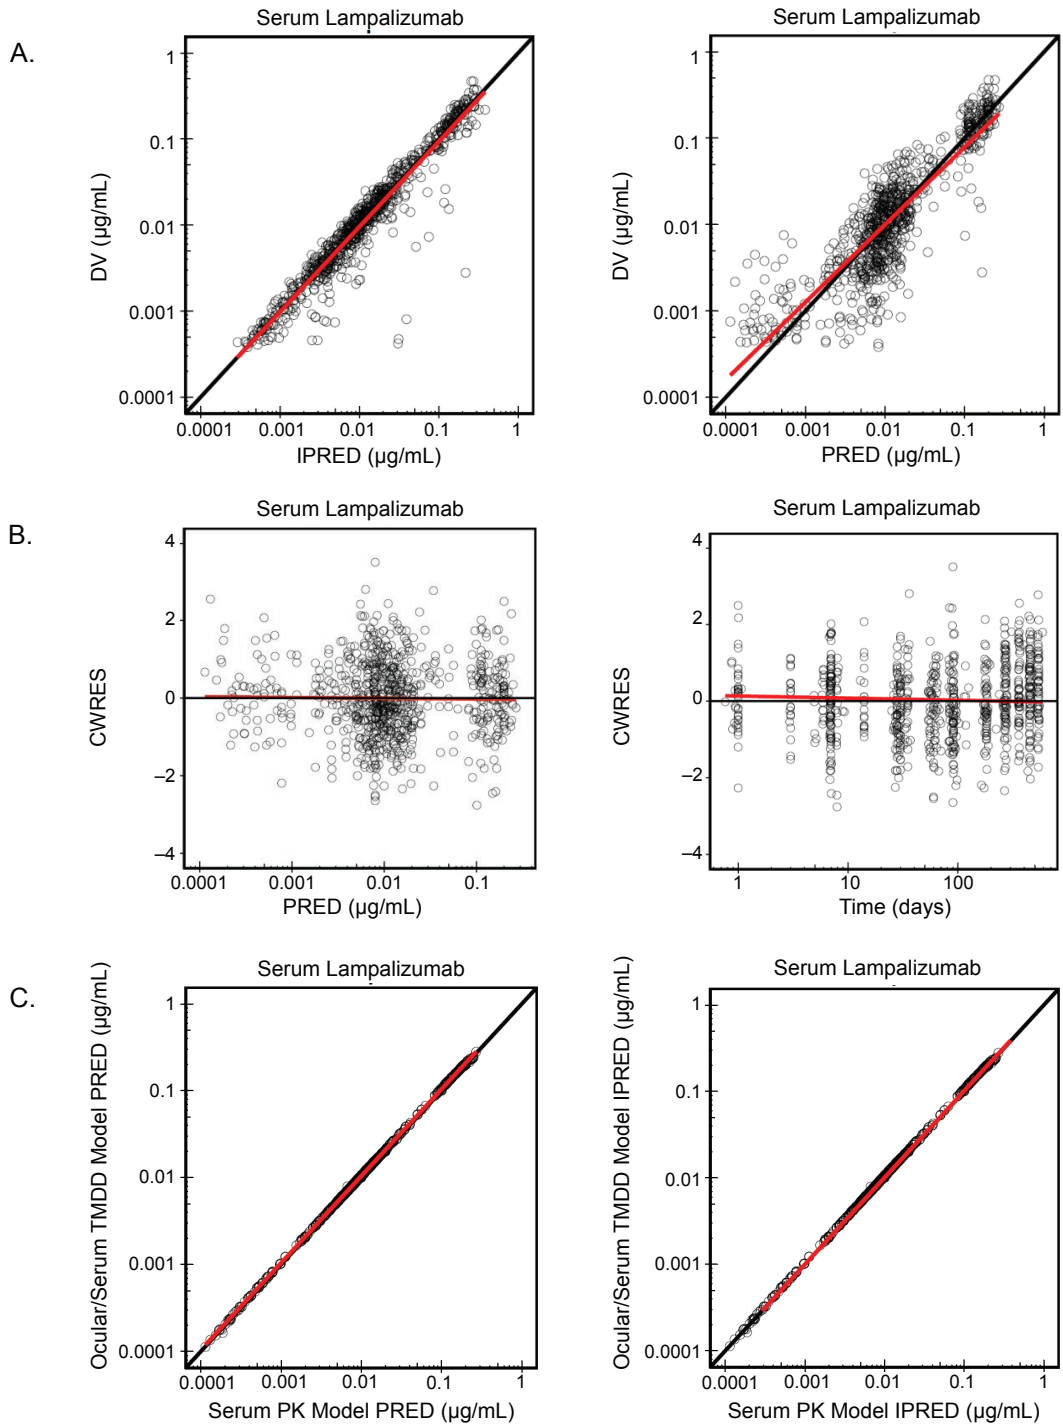 A.
Serum Lampalizumab
DV (µg/mL)
1
0.1
0.01
0.001
0.0001
0.0001
0.001
0.01
0.1
1
IPRED (µg/mL)
Serum Lampalizumab
DV (µg/mL)
1
0.1
0.01
0.001
0.0001
0.0001
0.001
0.01
0.1
1
PRED (µg/mL)
B.
Serum Lampalizumab
CWRES
4
2
0
–2
–4
0.0001
0.001
0.01
0.1
PRED (µg/mL)
Serum Lampalizumab
CWRES
4
2
0
–2
–4
1
10
100
Time (days)
C.
Serum Lampalizumab
Ocular/Serum TMDD Model PRED (µg/mL)
1
0.1
0.01
0.001
0.0001
0.0001
0.001
0.01
0.1
1
Serum PK Model PRED (µg/mL)
Serum Lampalizumab
Ocular/Serum TMDD Model IPRED (µg/mL)
1
0.1
0.01
0.001
0.0001
0.0001
0.001
0.01
0.1
1
Serum PK Model IPRED (µg/mL)